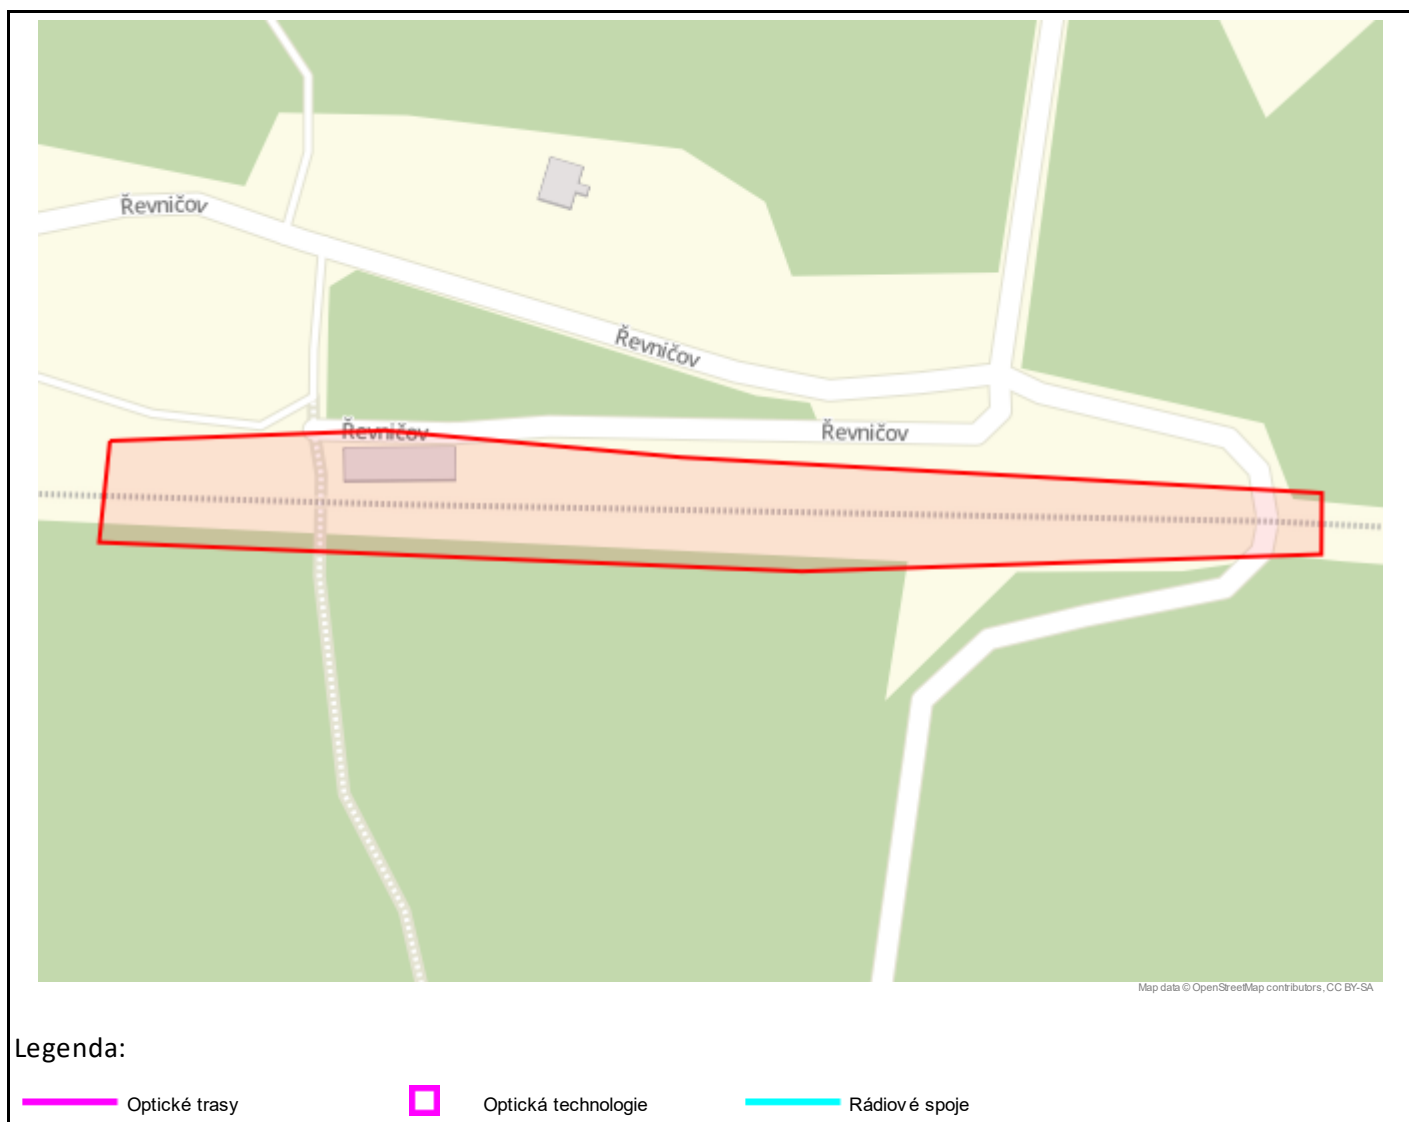 Řevničov
Řevničov
Řevničov
Řevničov
Map data © OpenStreetMap contributors, CC BY-SA
Legenda:
Optické trasy
Optická technologie
Rádiové spoje